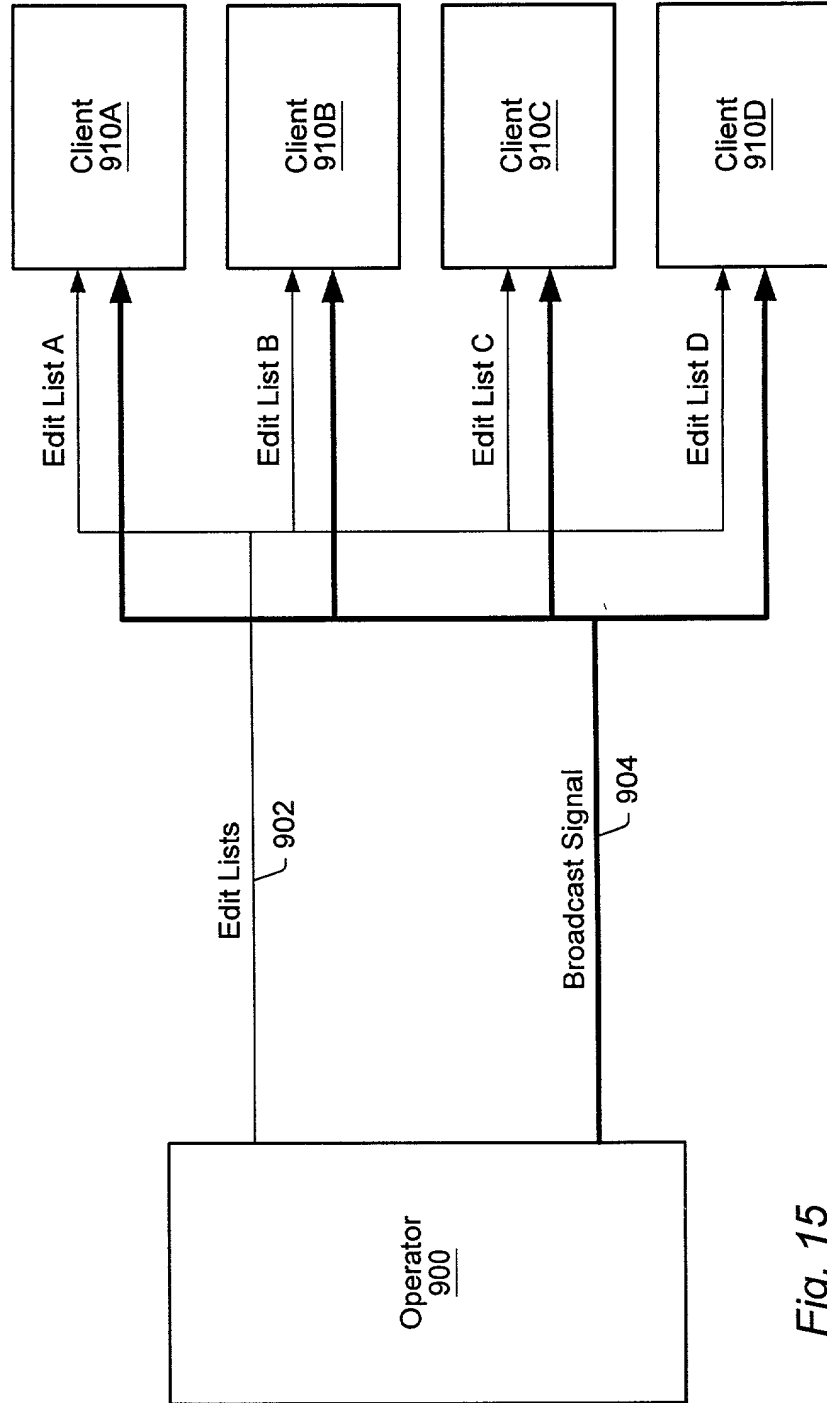 Operator
900
Edit Lists
902
Broadcast Signal
904
Edit List A
Edit List B
Edit List C
Edit List D
Client
910A
Client
910B
Client
910C
Client
910D
Fig. 15